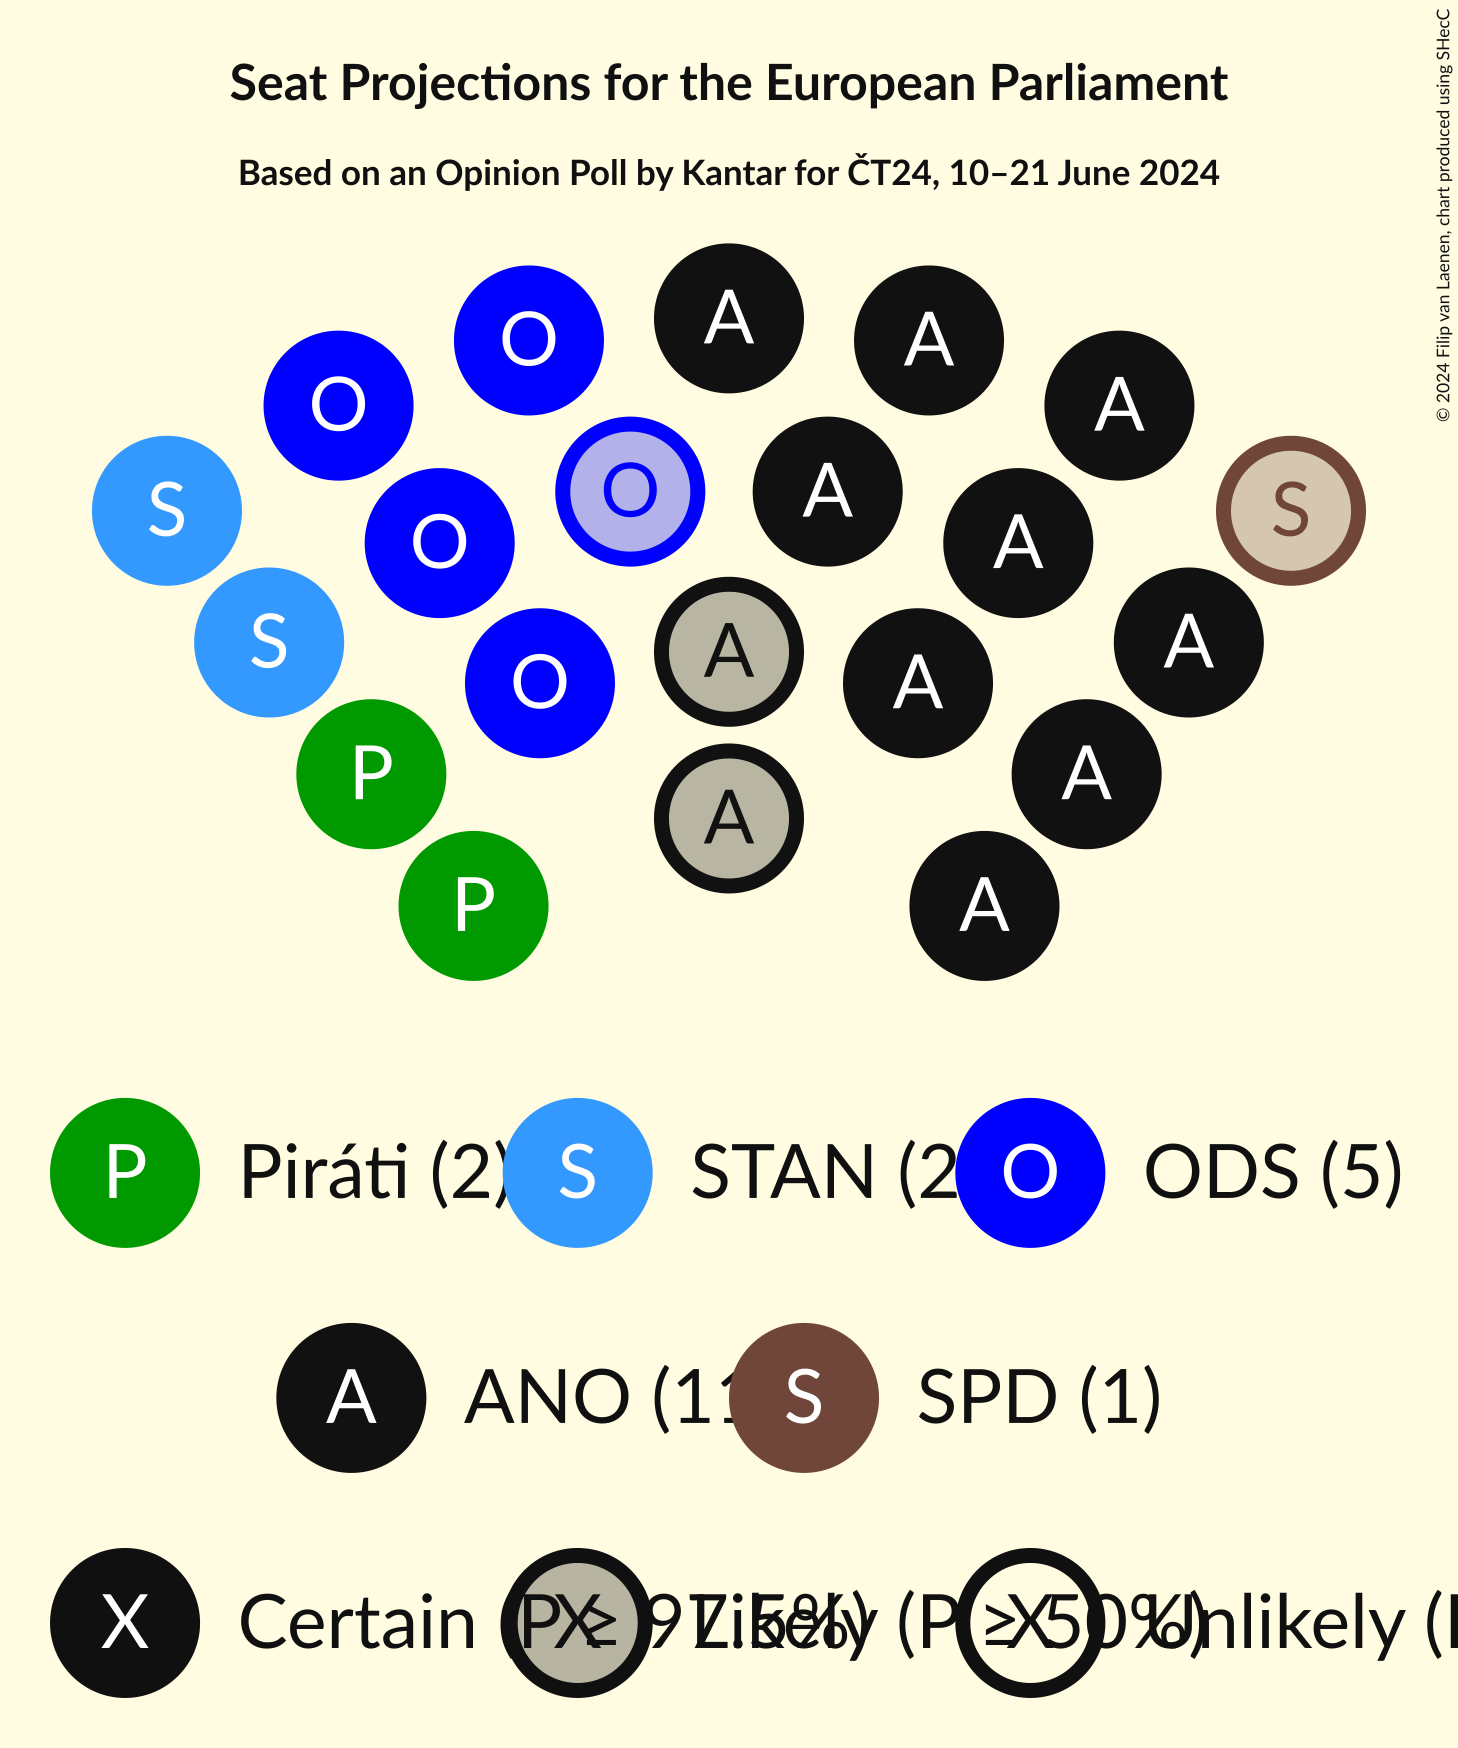 Seat Projections for the European Parliament
Based on an Opinion Poll by Kantar for ČT24, 10–21 June 2024
© 2024 Filip van Laenen, chart produced using SHecC
A
O A
O A
S O O A A S
S O A A A
P A
P A A
P Piráti (2) S STAN (2 O ODS (5)
A ANO (11 S SPD (1)
X Certain (P ≥ 97.5%) X Likely (P ≥ 50%) X Unlikely (